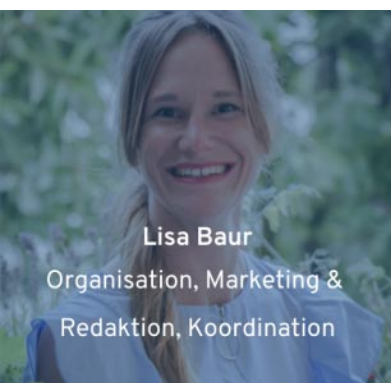 Lisa Baur
Organisation, Marketing &
Redaktion, Koordination